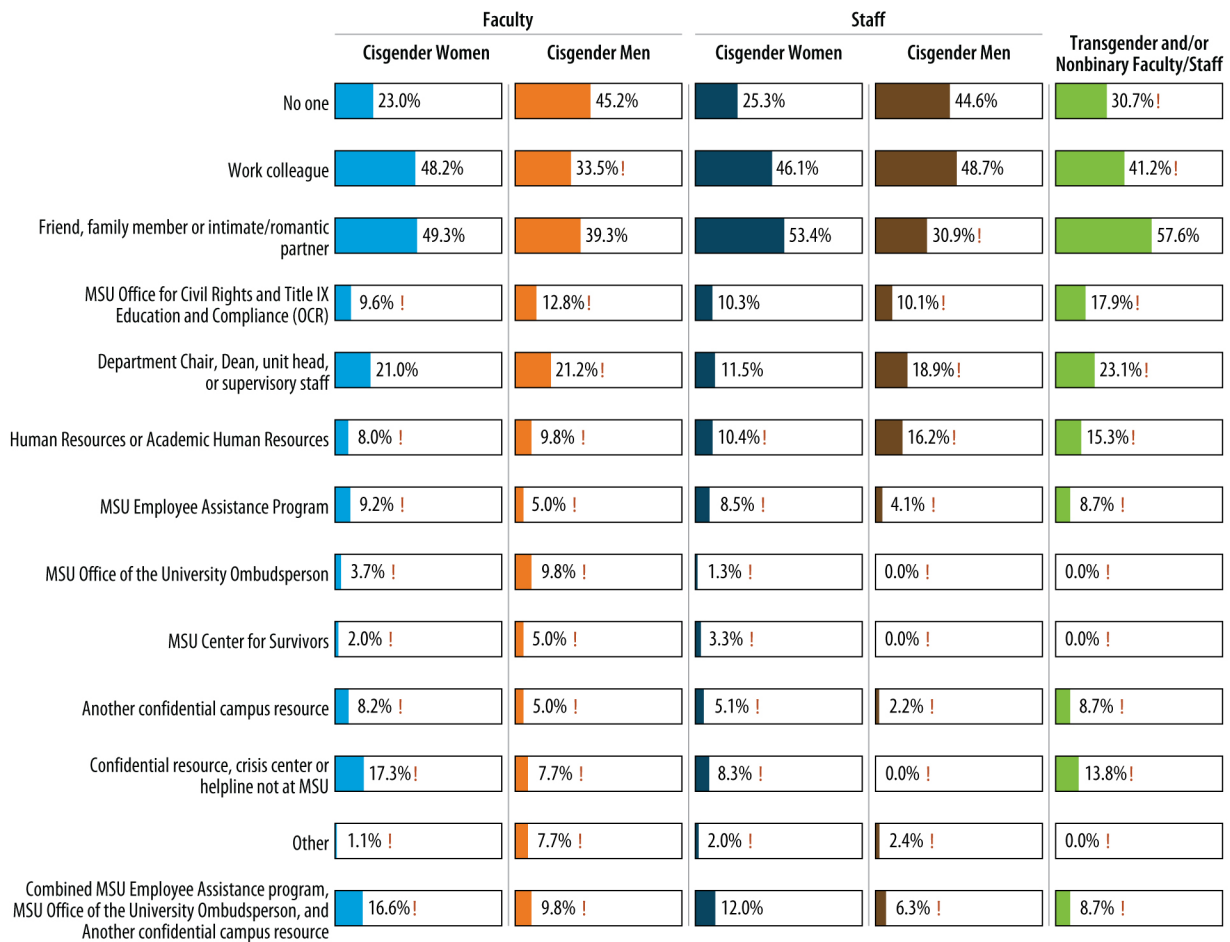 Faculty
Staff
Cisgender Women
Cisgender Men
Cisgender Women
Cisgender Men
Transgender and/or
Nonbinary Faculty/Staff
No one
23.0%
45.2%
25.3%
44.6%
30.7% !
Work colleague
48.2%
33.5% !
46.1%
48.7%
41.2% !
Friend, family member or intimate/romantic
partner
49.3%
39.3%
53.4%
30.9% !
57.6%
MSU Office for Civil Rights and Title IX
Education and Compliance (OCR)
9.6% !
12.8% !
10.3%
10.1% !
17.9% !
Department Chair, Dean, unit head,
or supervisory staff
21.0%
21.2% !
11.5%
18.9% !
23.1% !
Human Resources or Academic Human Resources
8.0% !
9.8% !
10.4% !
16.2% !
15.3% !
MSU Employee Assistance Program
9.2% !
5.0% !
8.5% !
4.1% !
8.7% !
MSU Office of the University Ombudsperson
3.7% !
9.8% !
1.3% !
0.0% !
0.0% !
MSU Center for Survivors
2.0% !
5.0% !
3.3% !
0.0% !
0.0% !
Another confidential campus resource
8.2% !
5.0% !
5.1% !
2.2% !
8.7% !
Confidential resource, crisis center or
helpline not at MSU
17.3% !
7.7% !
8.3% !
0.0% !
13.8% !
Other
1.1% !
7.7% !
2.0% !
2.4% !
0.0% !
Combined MSU Employee Assistance program,
MSU Office of the University Ombudsperson, and
Another confidential campus resource
16.6% !
9.8% !
12.0%
6.3% !
8.7% !